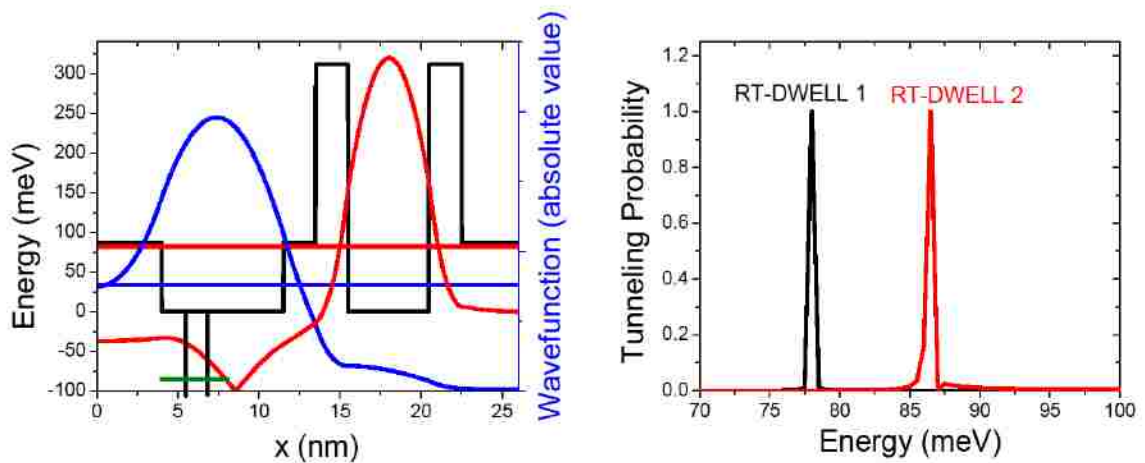 300
250
200
150
100
50
0
-50
-100
0 5 10 15 20 25
Energy (meV)
x (nm)
Wavefunction (absolute value)
1.2
1.0
0.8
0.6
0.4
0.2
0.0
70 75 80 85 90 95 100
Tunneling Probability
Energy (meV)
RT-DWELL 1
RT-DWELL 2